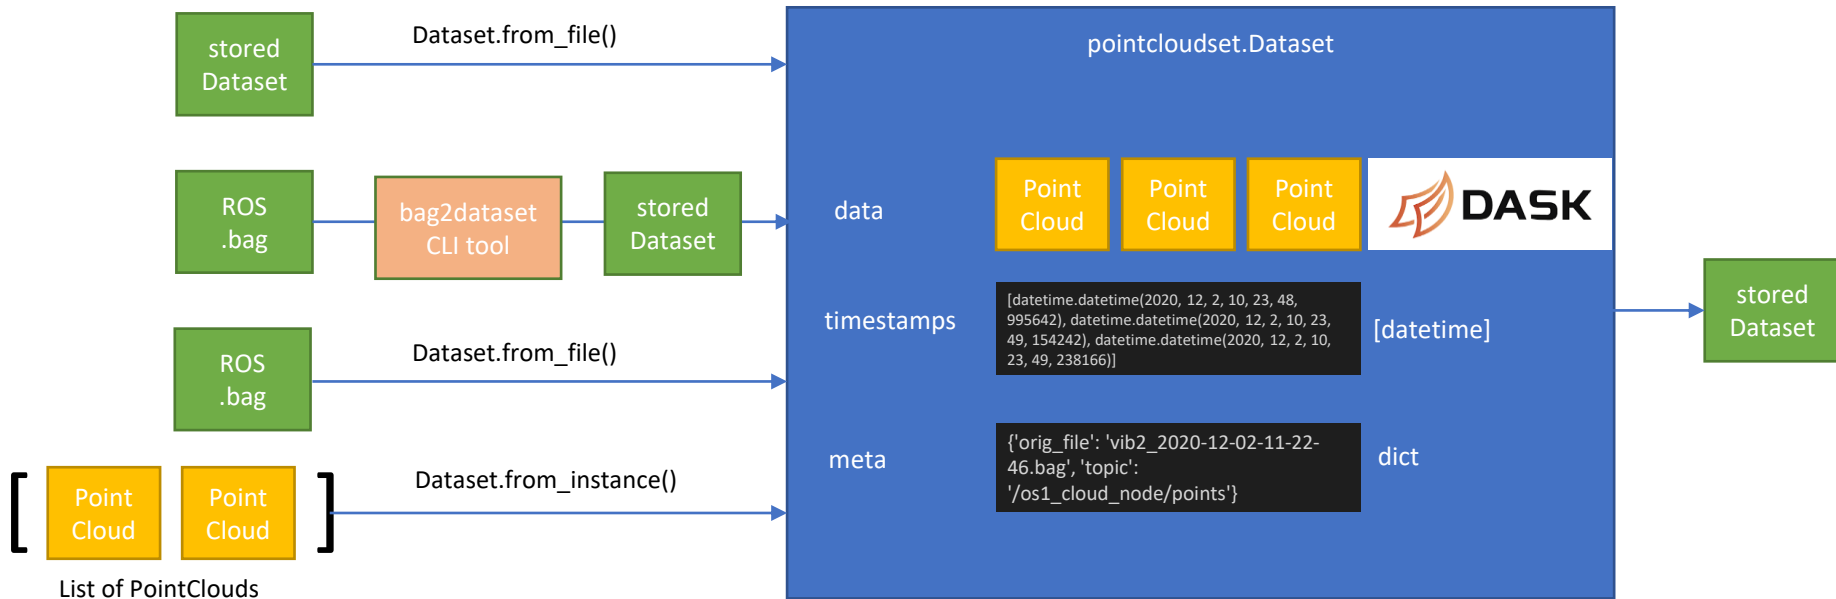 stored
Dataset
Dataset.from_file()
pointcloudset.Dataset
ROS
.bag
bag2dataset
CLI tool
stored
Dataset
data
Point
Cloud
Point
Cloud
Point
Cloud
DASK
timestamps
[datetime.datetime(2020, 12, 2, 10, 23, 48,
995642), datetime.datetime(2020, 12, 2, 10, 23,
49, 154242), datetime.datetime(2020, 12, 2, 10,
23, 49, 238166)]
[datetime]
stored
Dataset
ROS
.bag
Dataset.from_file()
meta
{'orig_file': 'vib2_2020-12-02-11-22-
46.bag', 'topic':
'/os1_cloud_node/points'}
dict
[
Point
Cloud
Point
Cloud
]
Dataset.from_instance()
List of PointClouds